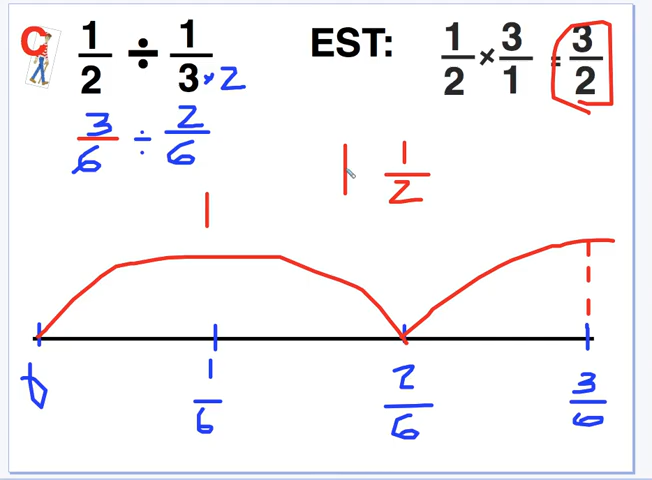 C 1/2 ÷ 1/3 ×2 EST: 1/2 × 3/1 = 3/2
3/6 ÷ 2/6
1 1/2
1
0 1/6 2/6 3/6